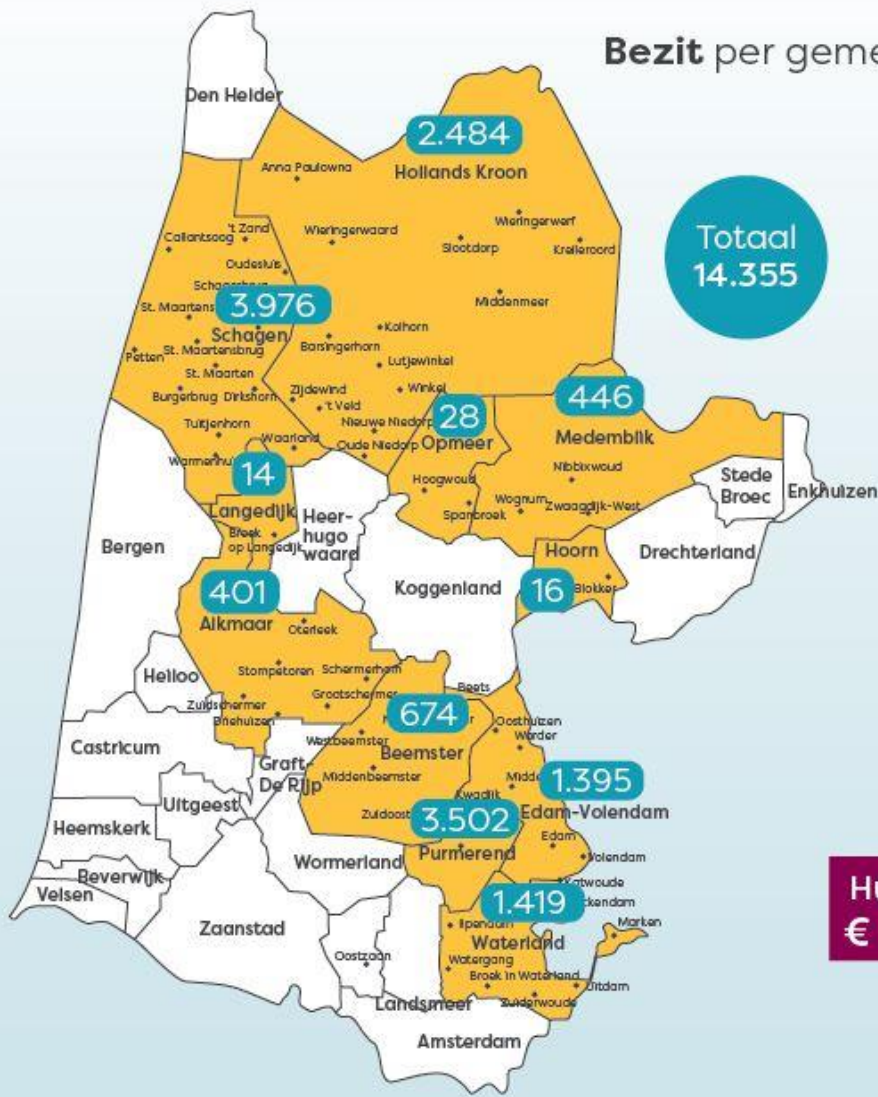 Bezit per geme
Den Helder
2.484
Hollands Kroon
Anna Paulowna
Wieringerwaard
Slootdorp
Wieringerwerf
Kreileroord
Middenmeer
Totaal
14.355
't Zand
Callantsoog
Oudesluis
St. Maartens
3.976
Schagen
Petten
St. Maartensbrug
St. Maarten
Burgerbrug
Dirkshorn
Tuitjenhorn
Waarland
Kolhorn
Barsingerhorn
Lutjewinkel
Winkel
Zijdewind
't Veld
Nieuwe Niedorp
Oude Niedorp
28
Opmeer
Hoogwoud
Spanbroek
446
Medemblik
Nibbixwoud
Wognum
Zwaagdijk-West
Stede
Broec
Enkhuizen
Drechterland
14
Langedijk
Broek
op Langedijk
Heer-
hugo
waard
Bergen
Koggenland
Hoorn
16
Blokker
401
Alkmaar
Oterleek
Stompetoren
Schermerhorn
Grootschermer
Zuidschermer
Driehuizen
Heiloo
Castricum
Uitgeest
Heemskerk
Beverwijk
Velsen
Graft-
De Rijp
Beets
674
Beemster
Westbeemster
Middenbeemster
Zuidoost
Oosthuizen
Warder
Midd
Kwadijk
1.395
Edam-Volendam
Edam
Volendam
Katwoude
3.502
Purmerend
Wormerland
Zaanstad
Oostzaan
1.419
ckendam
Marken
Ilpendam
Waterland
Watergang
Broek in Waterland
Uitdam
Zuiderwoude
Landsmeer
Amsterdam
Hu
€